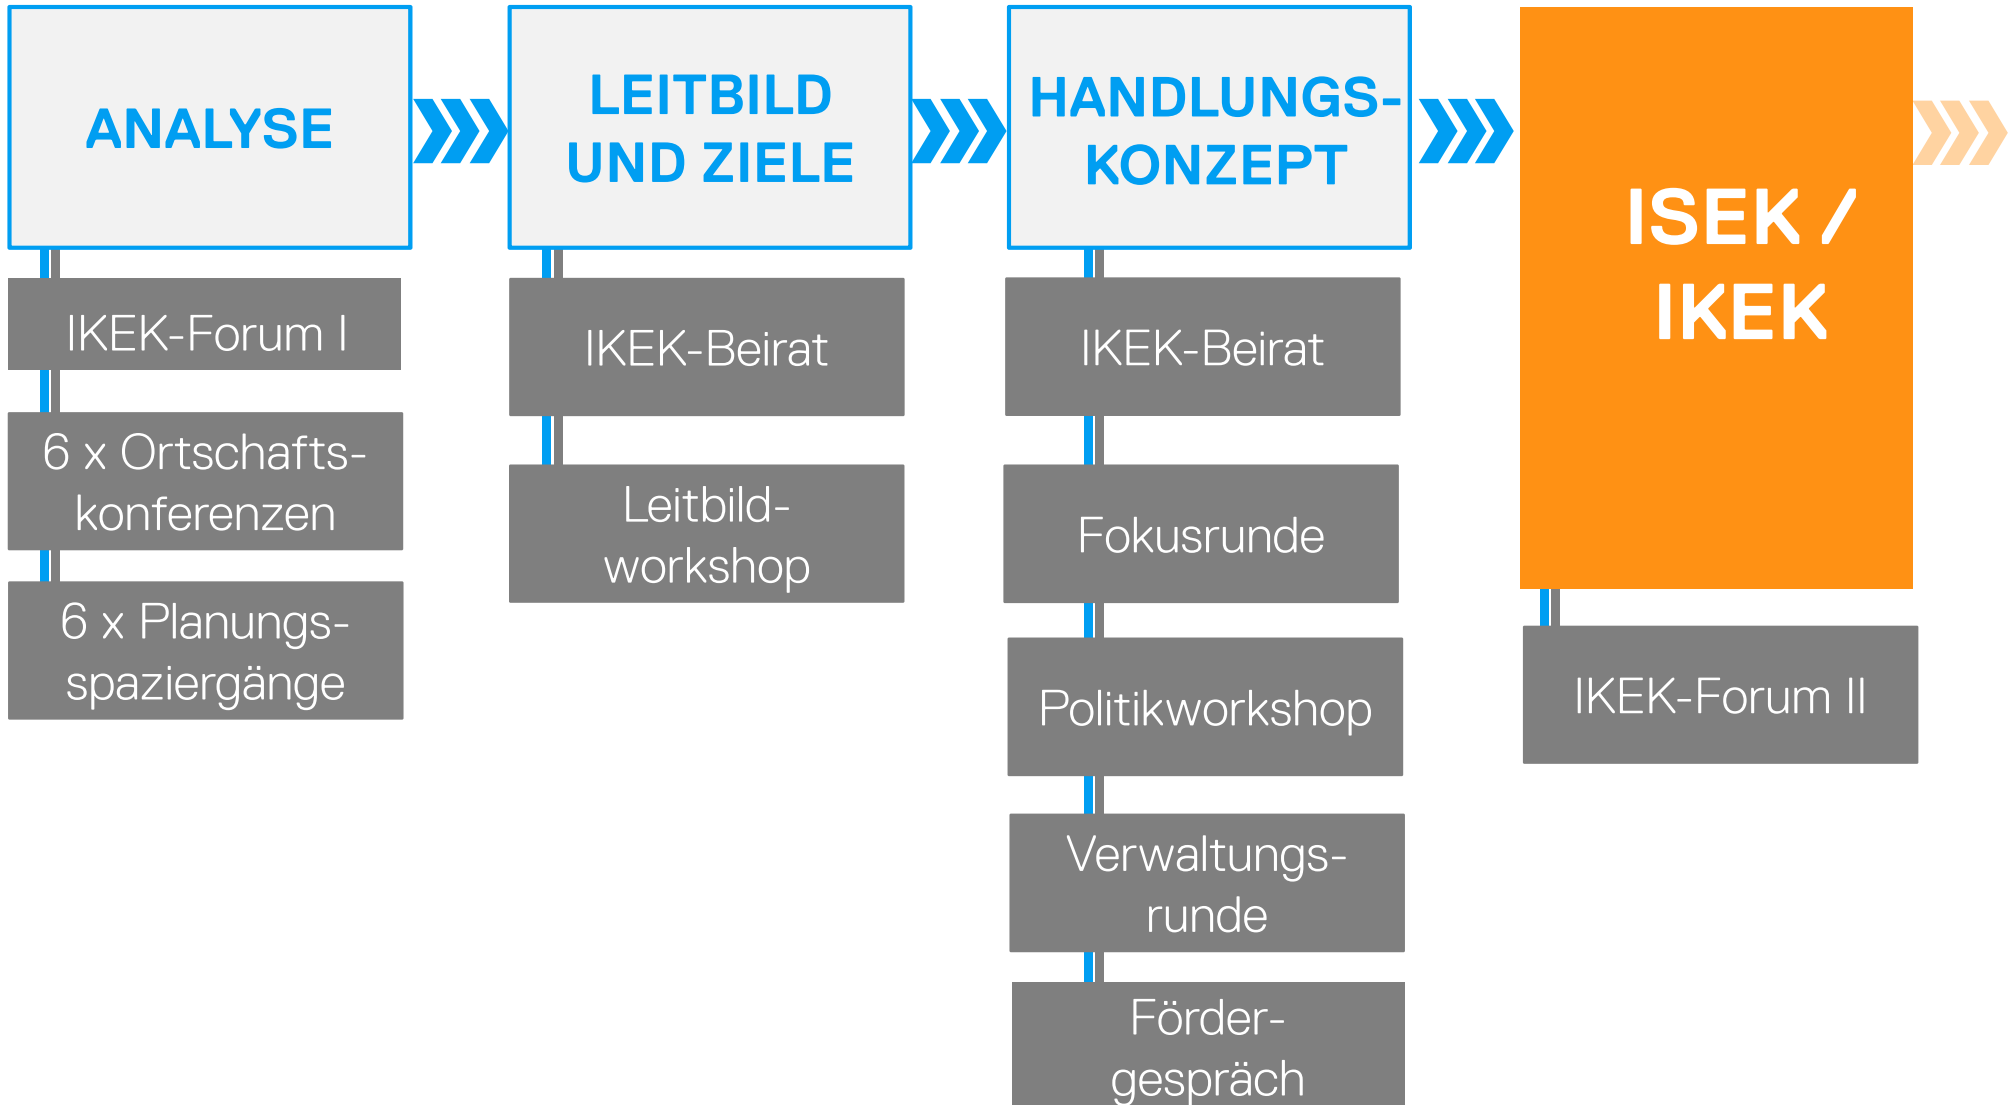 ANALYSE
IKEK-Forum I
6 x Ortschafts-
konferenzen
6 x Planungs-
spaziergänge
LEITBILD
UND ZIELE
IKEK-Beirat
Leitbild-
workshop
HANDLUNGS-
KONZEPT
IKEK-Beirat
Fokusrunde
Politikworkshop
Verwaltungs-
runde
Förder-
gespräch
ISEK /
IKEK
IKEK-Forum II